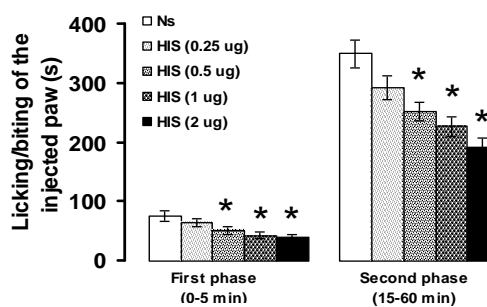 Licking/biting of the
injected paw (s)
400
300
200
100
0
Ns
HIS (0.25 ug)
HIS (0.5 ug)
HIS (1 ug)
HIS (2 ug)
* * *
* * *
First phase
(0-5 min)
Second phase
(15-60 min)